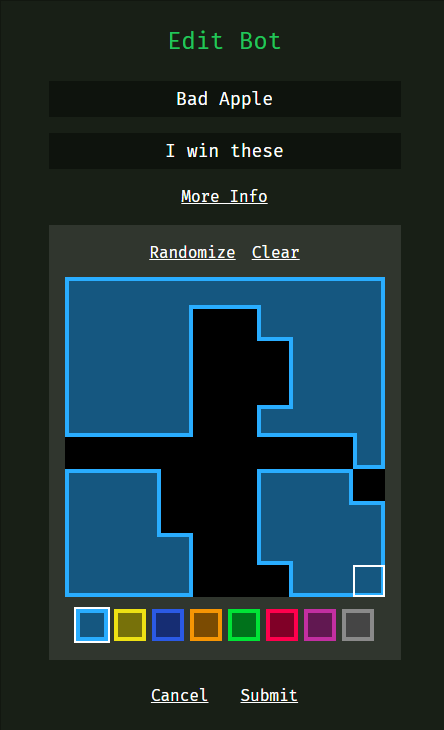 Edit Bot
Bad Apple
I win these
More Info
Randomize Clear
Cancel Submit